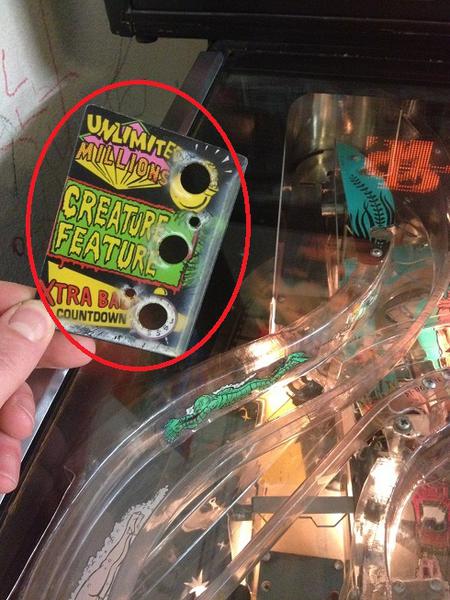 UNLIMITE
MILLIONS
CREATURE
FEATURE
XTRA BA
COUNTDOWN